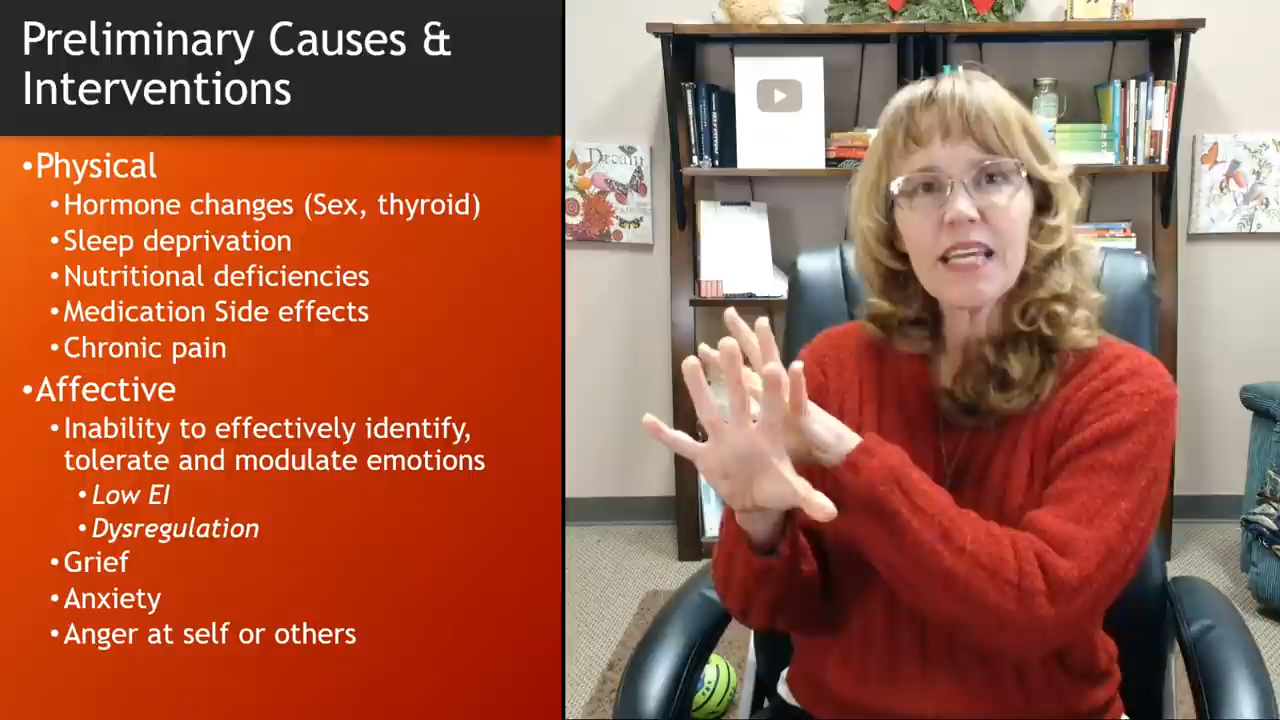 Preliminary Causes &
Interventions
•Physical
•Hormone changes (Sex, thyroid)
•Sleep deprivation
•Nutritional deficiencies
•Medication Side effects
•Chronic pain
•Affective
•Inability to effectively identify,
tolerate and modulate emotions
•Low EI
•Dysregulation
•Grief
•Anxiety
•Anger at self or others
Dream